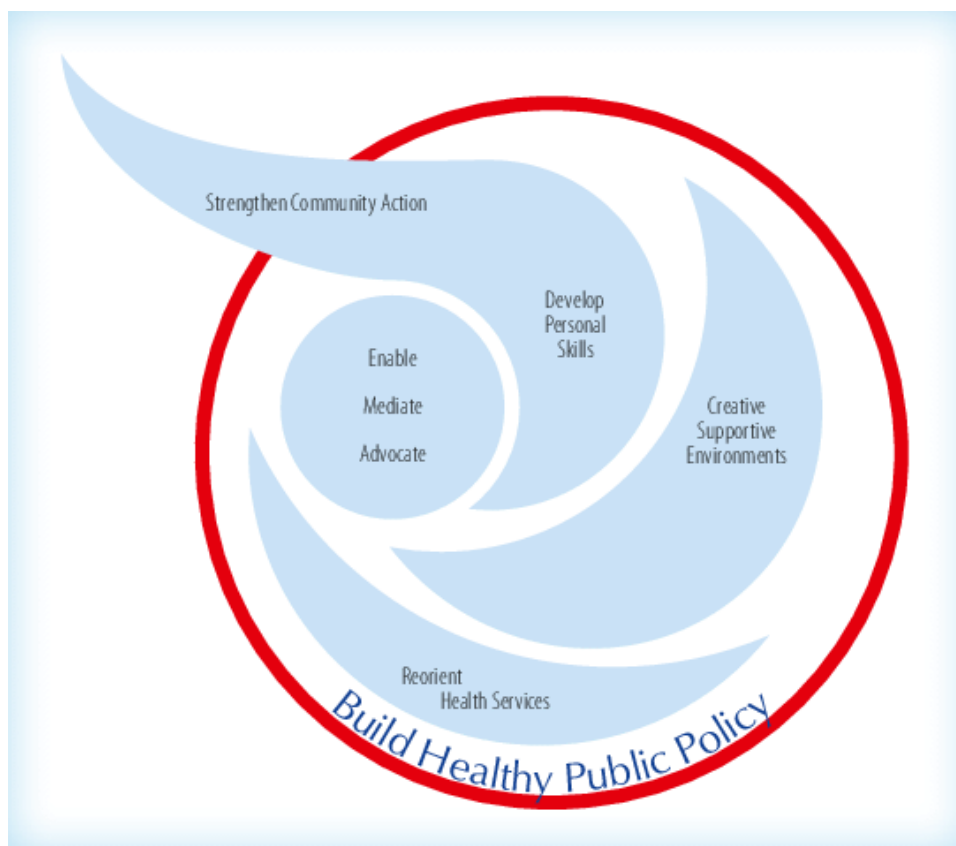 Strengthen Community Action
Develop
Personal
Skills
Enable
Mediate
Advocate
Creative
Supportive
Environments
Reorient
Health Services
Build Healthy Public Policy